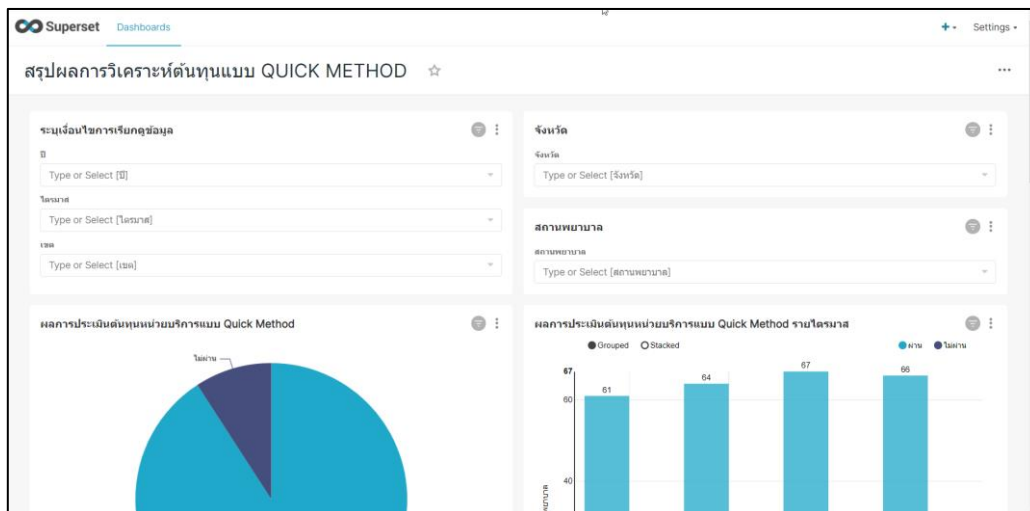 Superset Dashboards Settings
สรุปผลการวิเคราะห์ต้นทุนแบบ QUICK METHOD
ระบุเงื่อนไขการเรียกดูข้อมูล
ปี
Type or Select [ปี]
ไตรมาส
Type or Select [ไตรมาส]
เขต
Type or Select [เขต]
จังหวัด
จังหวัด
Type or Select [จังหวัด]
สถานพยาบาล
สถานพยาบาล
Type or Select [สถานพยาบาล]
ผลการประเมินต้นทุนหน่วยบริการแบบ Quick Method
ไม่ผ่าน
ผลการประเมินต้นทุนหน่วยบริการแบบ Quick Method รายไตรมาส
Grouped Stacked ผ่าน ไม่ผ่าน
67
60
40
61
64
67
66